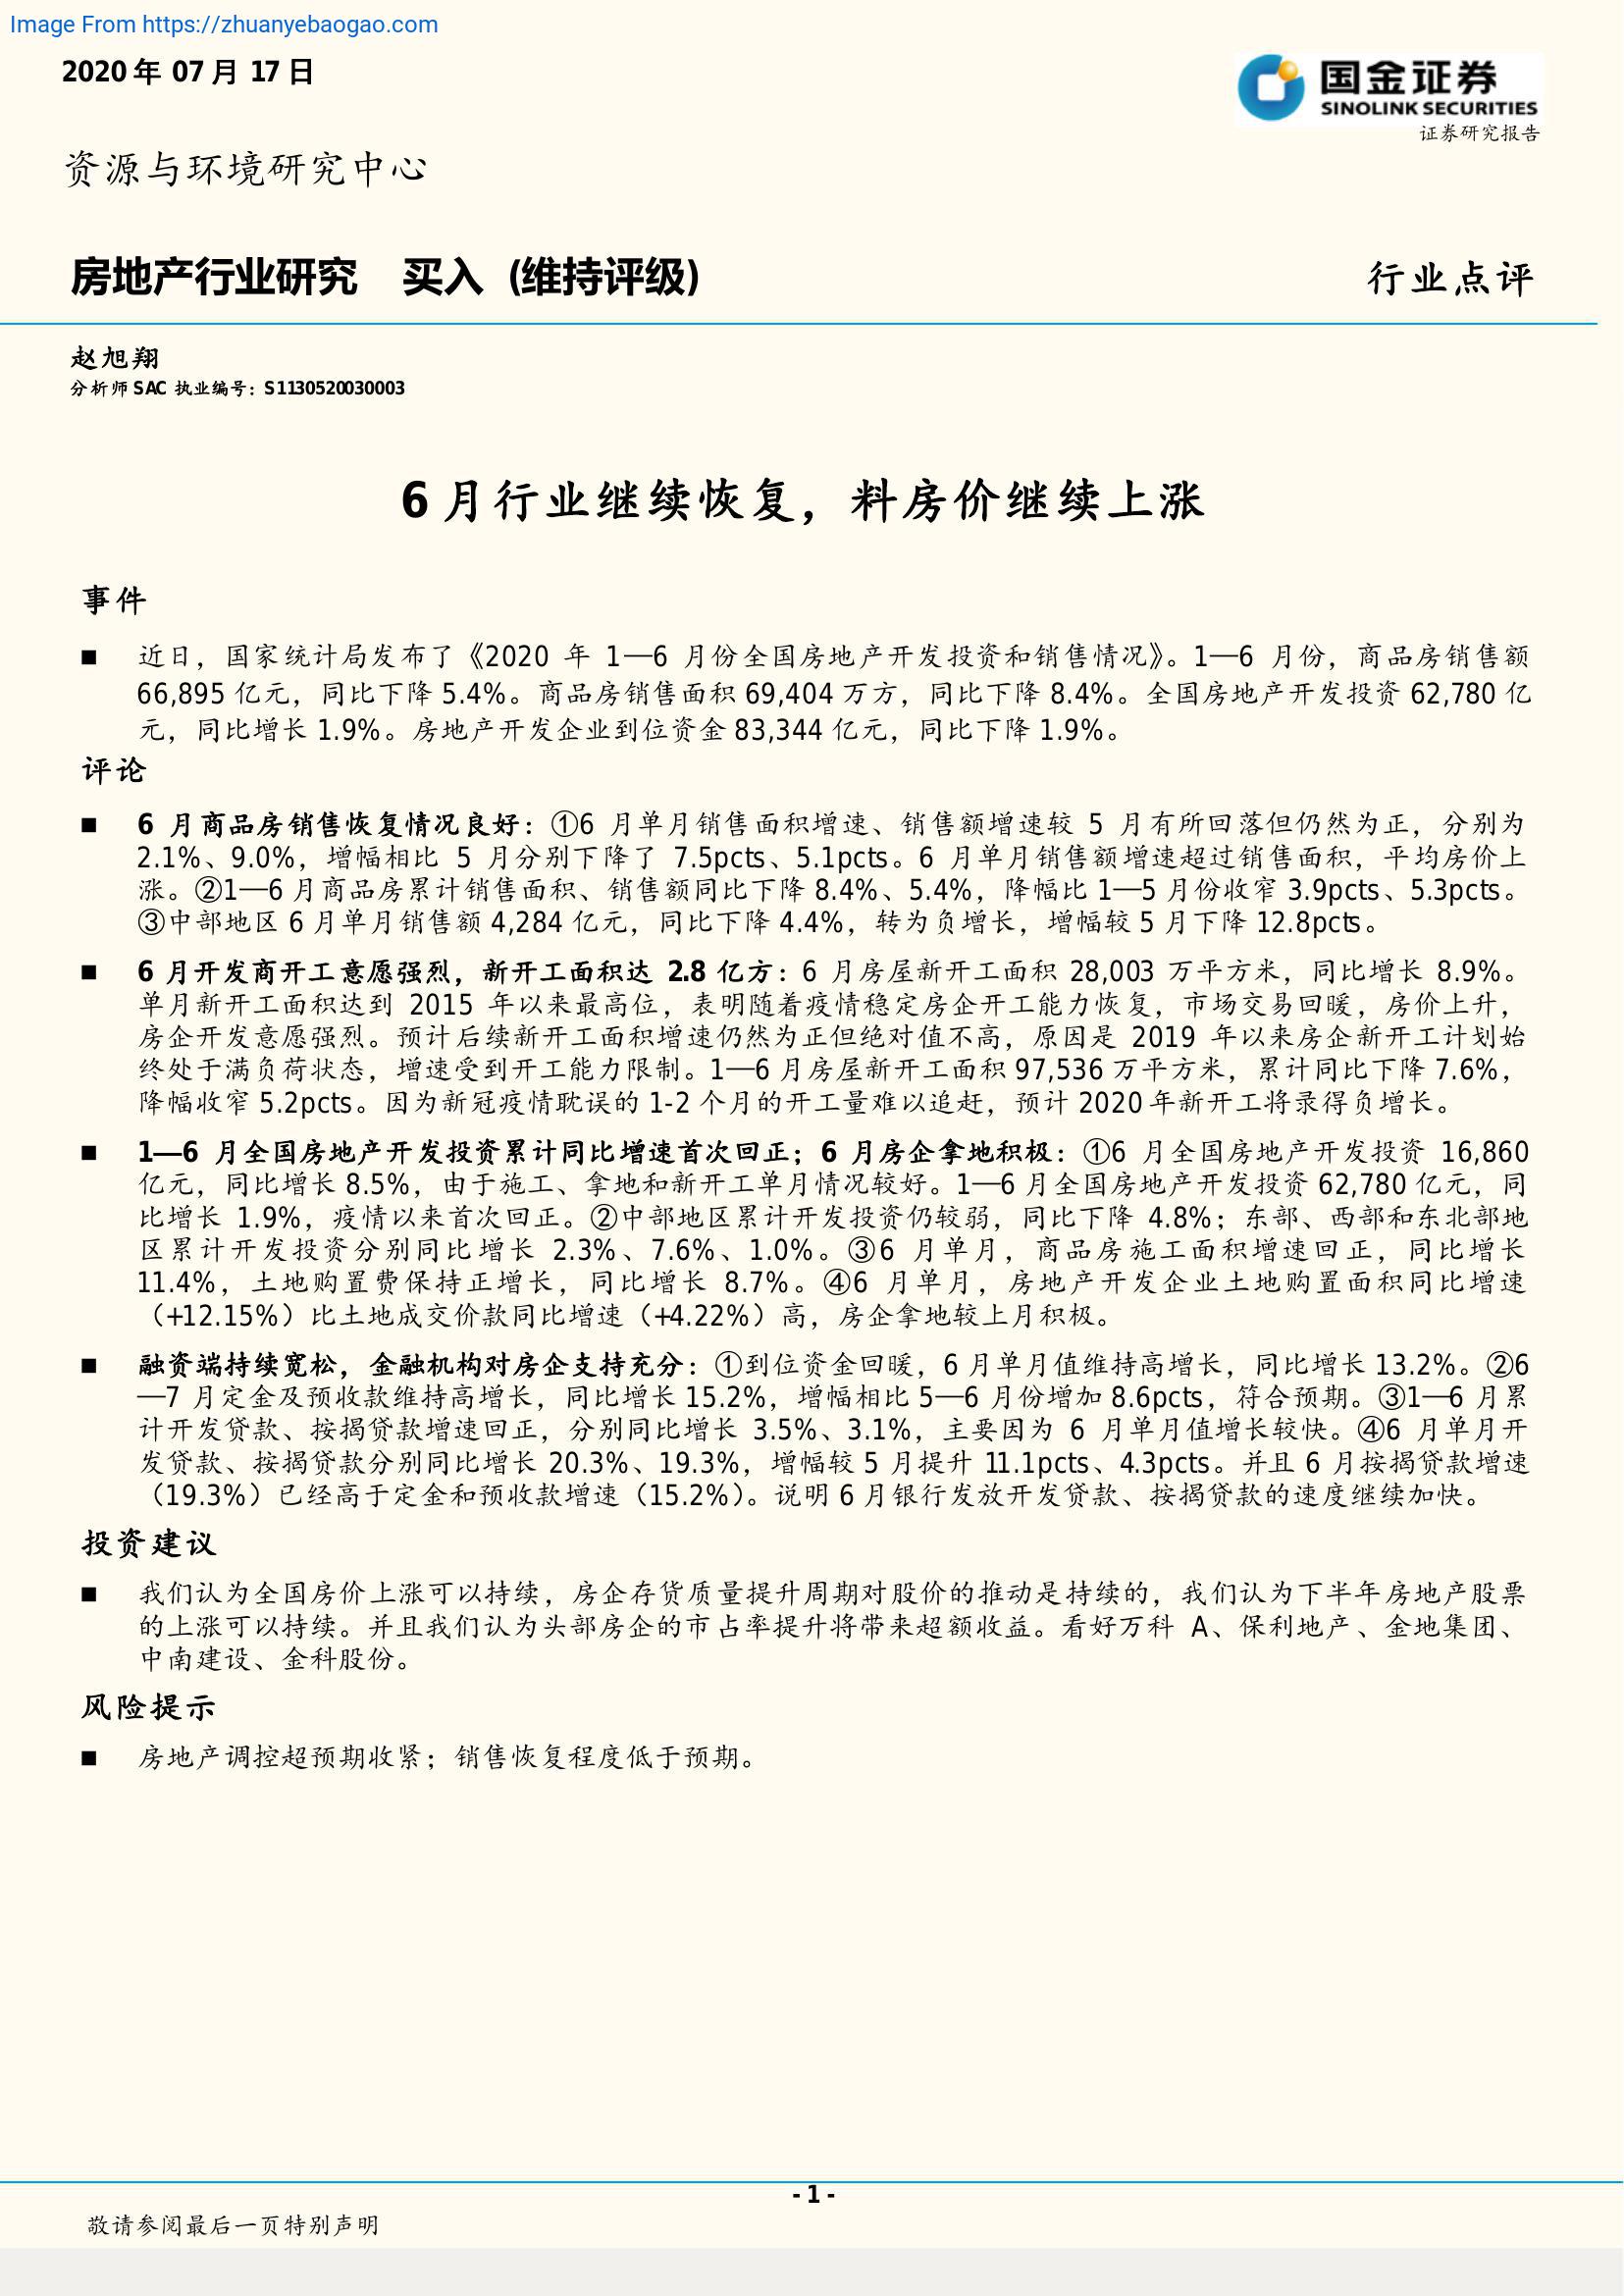 Image From https://zhuanyebaogao.com
2020 年 07 月 17 日
国金证券
SINOLINK SECURITIES
证券研究报告
资源与环境研究中心
房地产行业研究 买入 (维持评级)
行业点评
赵旭翔
分析师 SAC 执业编号：S1130520030003
6 月行业继续恢复，料房价继续上涨
事件
■ 近日，国家统计局发布了《2020 年 1—6 月份全国房地产开发投资和销售情况》。1—6 月份，商品房销售额
66,895 亿元，同比下降 5.4%。商品房销售面积 69,404 万方，同比下降 8.4%。全国房地产开发投资 62,780 亿
元，同比增长 1.9%。房地产开发企业到位资金 83,344 亿元，同比下降 1.9%。
评论
■ 6 月商品房销售恢复情况良好：①6 月单月销售面积增速、销售额增速较 5 月有所回落但仍然为正，分别为
2.1%、9.0%，增幅相比 5 月分别下降了 7.5pcts、5.1pcts。6 月单月销售额增速超过销售面积，平均房价上
涨。②1—6 月商品房累计销售面积、销售额同比下降 8.4%、5.4%，降幅比 1—5 月份收窄 3.9pcts、5.3pcts。
③中部地区 6 月单月销售额 4,284 亿元，同比下降 4.4%，转为负增长，增幅较 5 月下降 12.8pcts。
■ 6 月开发商开工意愿强烈，新开工面积达 2.8 亿方：6 月房屋新开工面积 28,003 万平方米，同比增长 8.9%。
单月新开工面积达到 2015 年以来最高位，表明随着疫情稳定房企开工能力恢复，市场交易回暖，房价上升，
房企开发意愿强烈。预计后续新开工面积增速仍然为正但绝对值不高，原因是 2019 年以来房企新开工计划始
终处于满负荷状态，增速受到开工能力限制。1—6 月房屋新开工面积 97,536 万平方米，累计同比下降 7.6%，
降幅收窄 5.2pcts。因为新冠疫情耽误的 1-2 个月的开工量难以追赶，预计 2020 年新开工将录得负增长。
■ 1—6 月全国房地产开发投资累计同比增速首次回正；6 月房企拿地积极：①6 月全国房地产开发投资 16,860
亿元，同比增长 8.5%，由于施工、拿地和新开工单月情况较好。1—6 月全国房地产开发投资 62,780 亿元，同
比增长 1.9%，疫情以来首次回正。②中部地区累计开发投资仍较弱，同比下降 4.8%；东部、西部和东北部地
区累计开发投资分别同比增长 2.3%、7.6%、1.0%。③6 月单月，商品房施工面积增速回正，同比增长
11.4%，土地购置费保持正增长，同比增长 8.7%。④6 月单月，房地产开发企业土地购置面积同比增速
（+12.15%）比土地成交价款同比增速（+4.22%）高，房企拿地较上月积极。
■ 融资端持续宽松，金融机构对房企支持充分：①到位资金回暖，6 月单月值维持高增长，同比增长 13.2%。②6
—7 月定金及预收款维持高增长，同比增长 15.2%，增幅相比 5—6 月份增加 8.6pcts，符合预期。③1—6 月累
计开发贷款、按揭贷款增速回正，分别同比增长 3.5%、3.1%，主要因为 6 月单月值增长较快。④6 月单月开
发贷款、按揭贷款分别同比增长 20.3%、19.3%，增幅较 5 月提升 11.1pcts、4.3pcts。并且 6 月按揭贷款增速
（19.3%）已经高于定金和预收款增速（15.2%）。说明 6 月银行发放开发贷款、按揭贷款的速度继续加快。
投资建议
■ 我们认为全国房价上涨可以持续，房企存货质量提升周期对股价的推动是持续的，我们认为下半年房地产股票
的上涨可以持续。并且我们认为头部房企的市占率提升将带来超额收益。看好万科 A、保利地产、金地集团、
中南建设、金科股份。
风险提示
■ 房地产调控超预期收紧；销售恢复程度低于预期。
- 1 -
敬请参阅最后一页特别声明